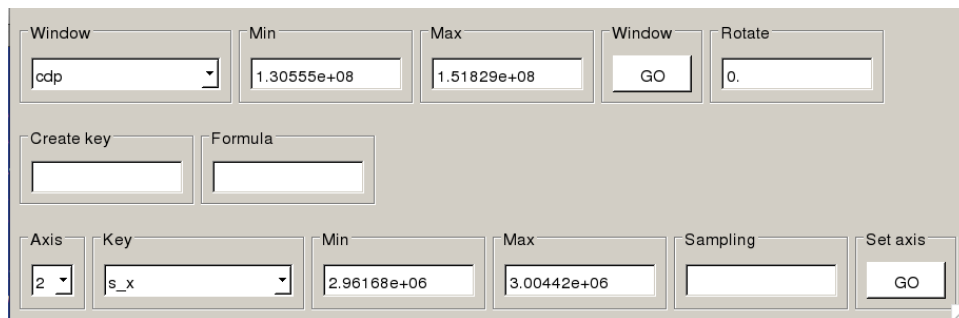 Window Min Max Window Rotate
cdp 1.30555e+08 1.51829e+08 GO 0.
Create key Formula
Axis Key Min Max Sampling Set axis
2 s_x 2.96168e+06 3.00442e+06 GO